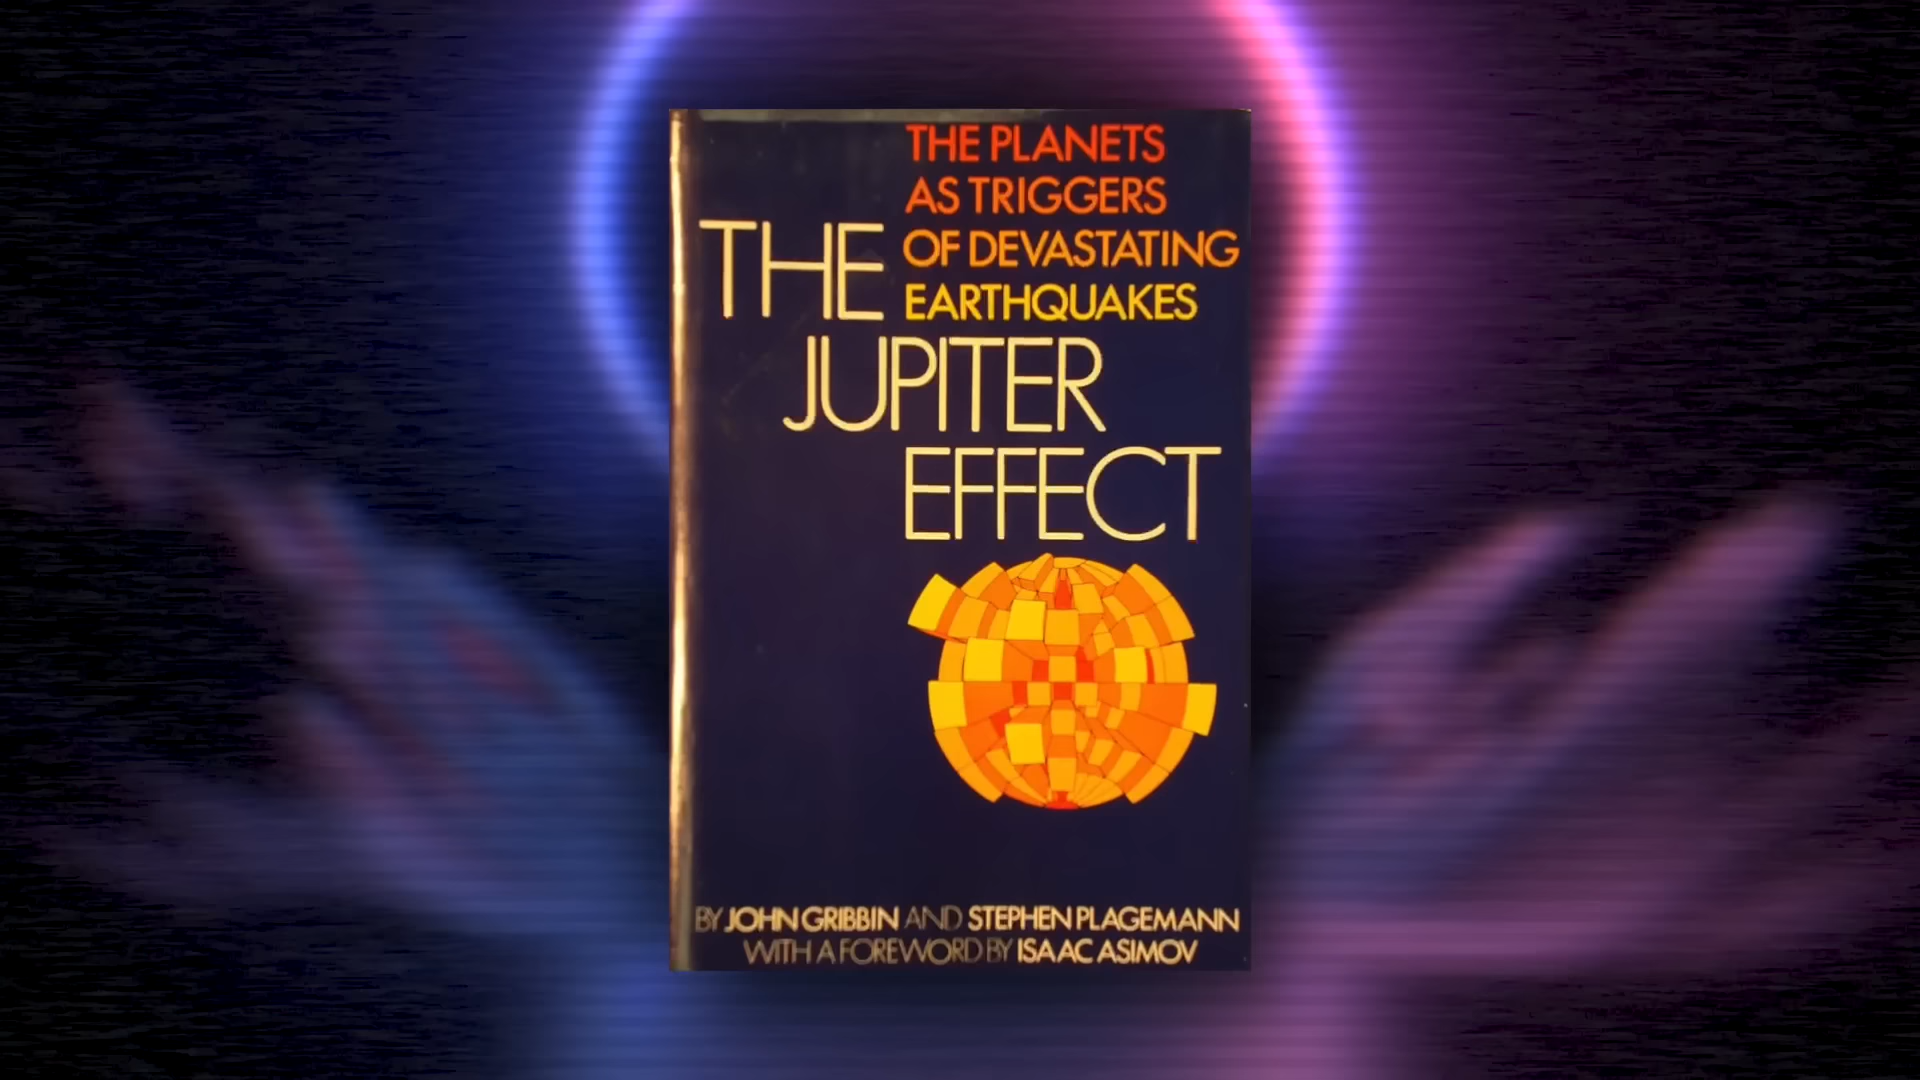 THE PLANETS
AS TRIGGERS
OF DEVASTATING
EARTHQUAKES
THE
JUPITER
EFFECT
BY JOHN GRIBBIN AND STEPHEN PLAGEMANN
WITH A FOREWORD BY ISAAC ASIMOV